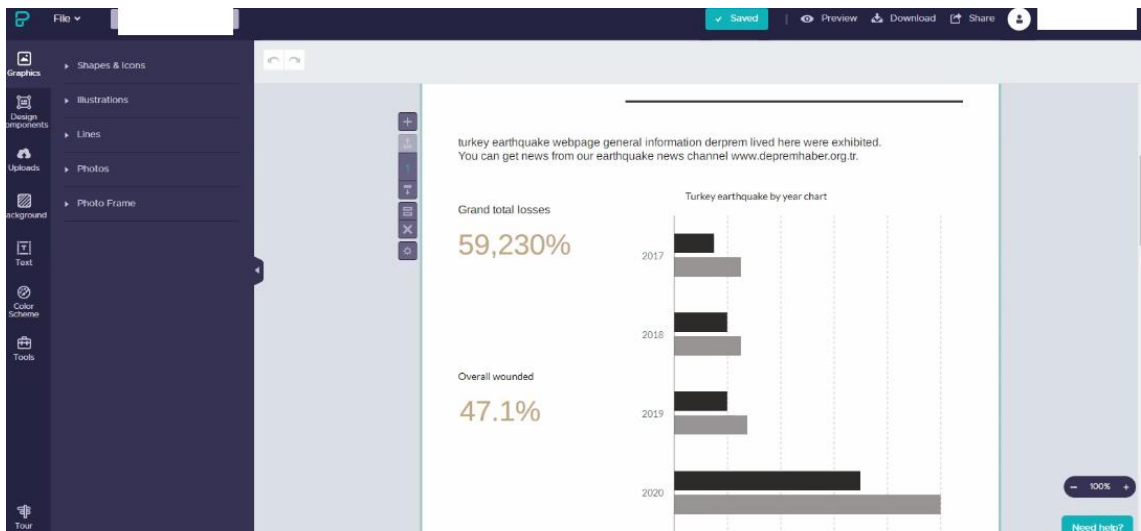 File
Saved
Preview
Download
Share
Graphics
Design
omponents
Uploads
ackground
Text
Color
Scheme
Tools
Tour
Shapes & Icons
Illustrations
Lines
Photos
Photo Frame
1
turkey earthquake webpage general information derprem lived here were exhibited.
You can get news from our earthquake news channel www.depremhaber.org.tr.
Grand total losses
59,230%
Overall wounded
47.1%
Turkey earthquake by year chart
2017
2018
2019
2020
- 100% +
Need help?